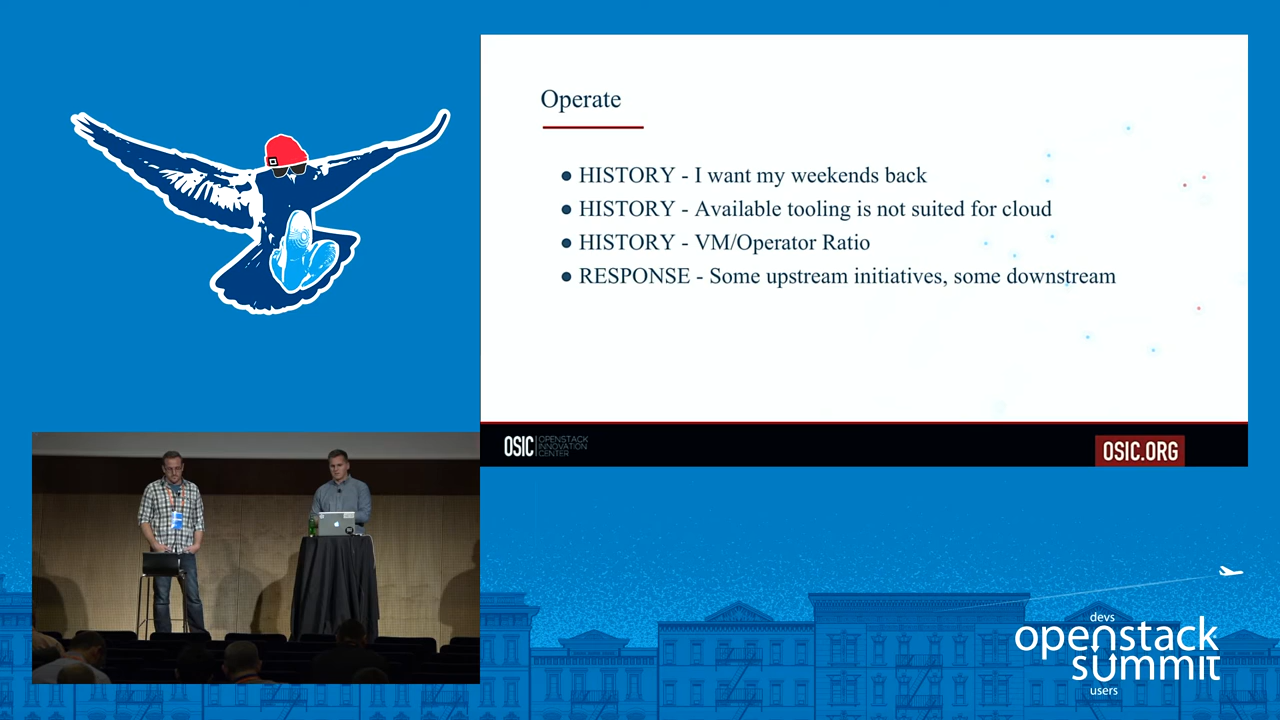 Operate
● HISTORY - I want my weekends back
● HISTORY - Available tooling is not suited for cloud
● HISTORY - VM/Operator Ratio
● RESPONSE - Some upstream initiatives, some downstream
OSIC
OPENSTACK
INNOVATION
CENTER
OSIC.ORG
devs
openstack
summit
users